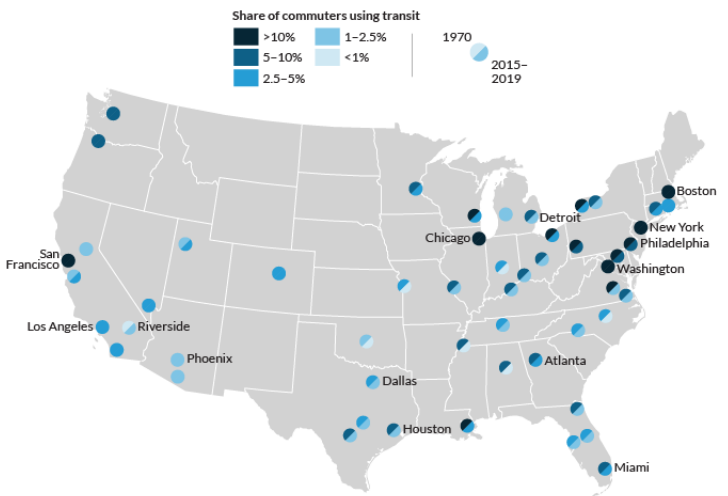 Share of commuters using transit
>10%
1–2.5%
5–10%
<1%
2.5–5%
1970
2015–
2019
Boston
New York
Philadelphia
Washington
Detroit
Chicago
San
Francisco
Los Angeles
Riverside
Phoenix
Dallas
Atlanta
Houston
Miami